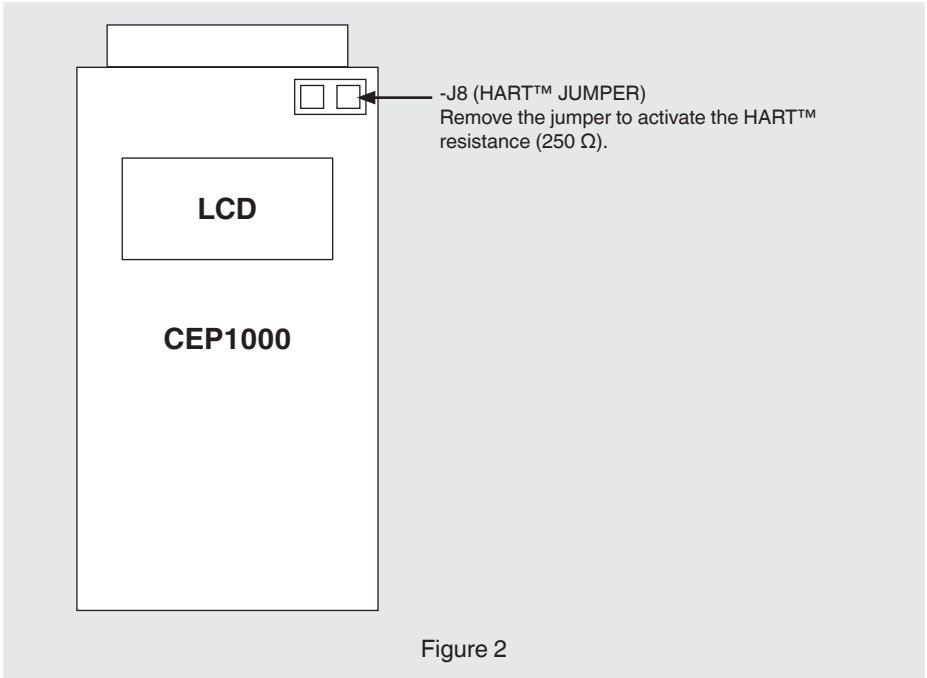 -J8 (HART™ JUMPER)
Remove the jumper to activate the HART™
resistance (250 Ω).
LCD
CEP1000
Figure 2